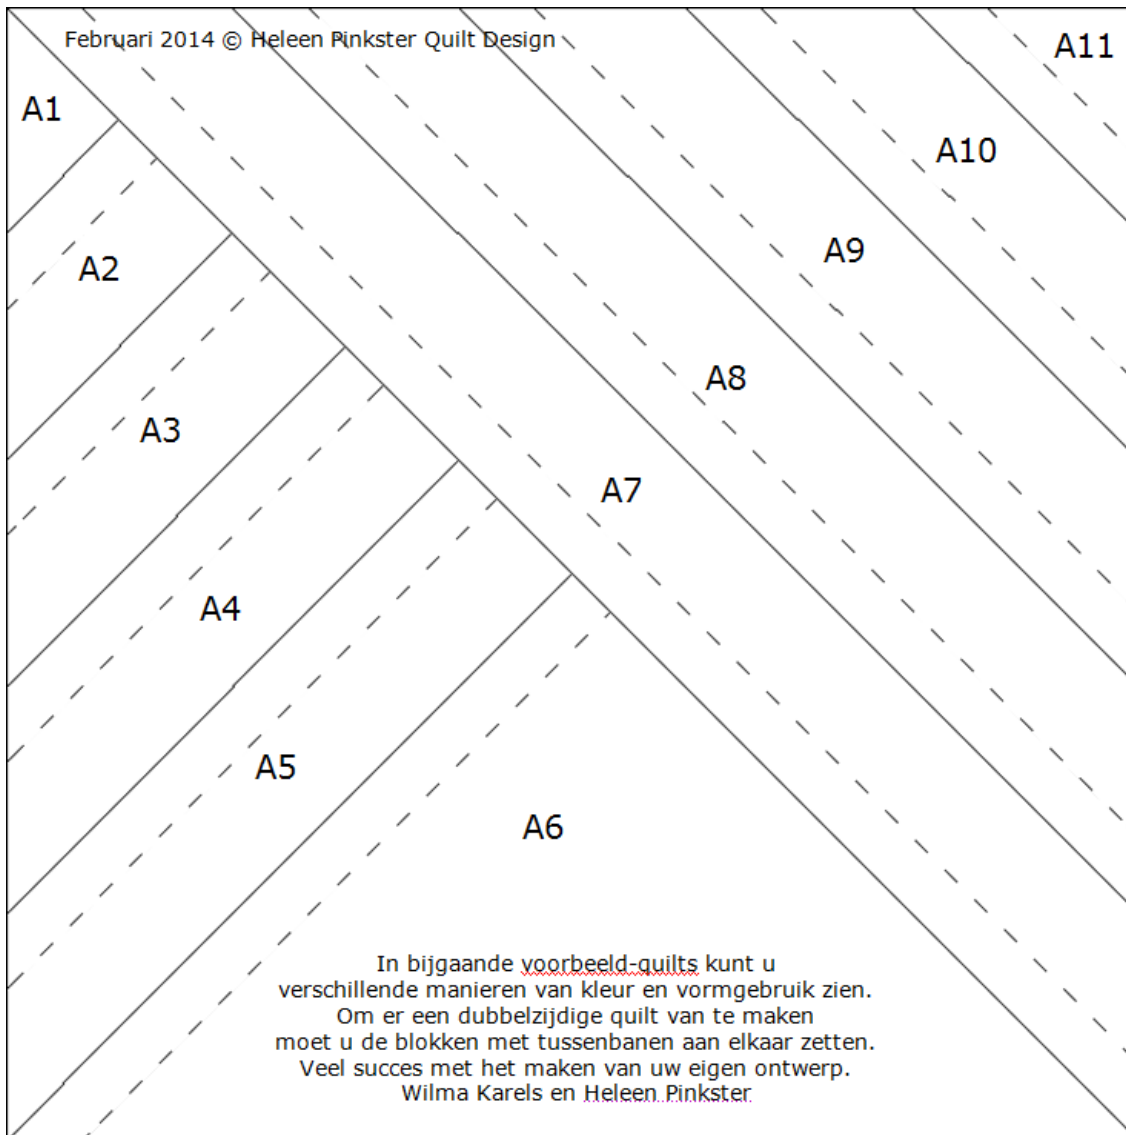 Februari 2014 © Heleen Pinkster Quilt Design
A11
A1
A10
A9
A2
A8
A3
A7
A4
A5
A6
In bijgaande voorbeeld-quilts kunt u
verschillende manieren van kleur en vormgebruik zien.
Om er een dubbelzijdige quilt van te maken
moet u de blokken met tussenbanen aan elkaar zetten.
Veel succes met het maken van uw eigen ontwerp.
Wilma Karels en Heleen Pinkster